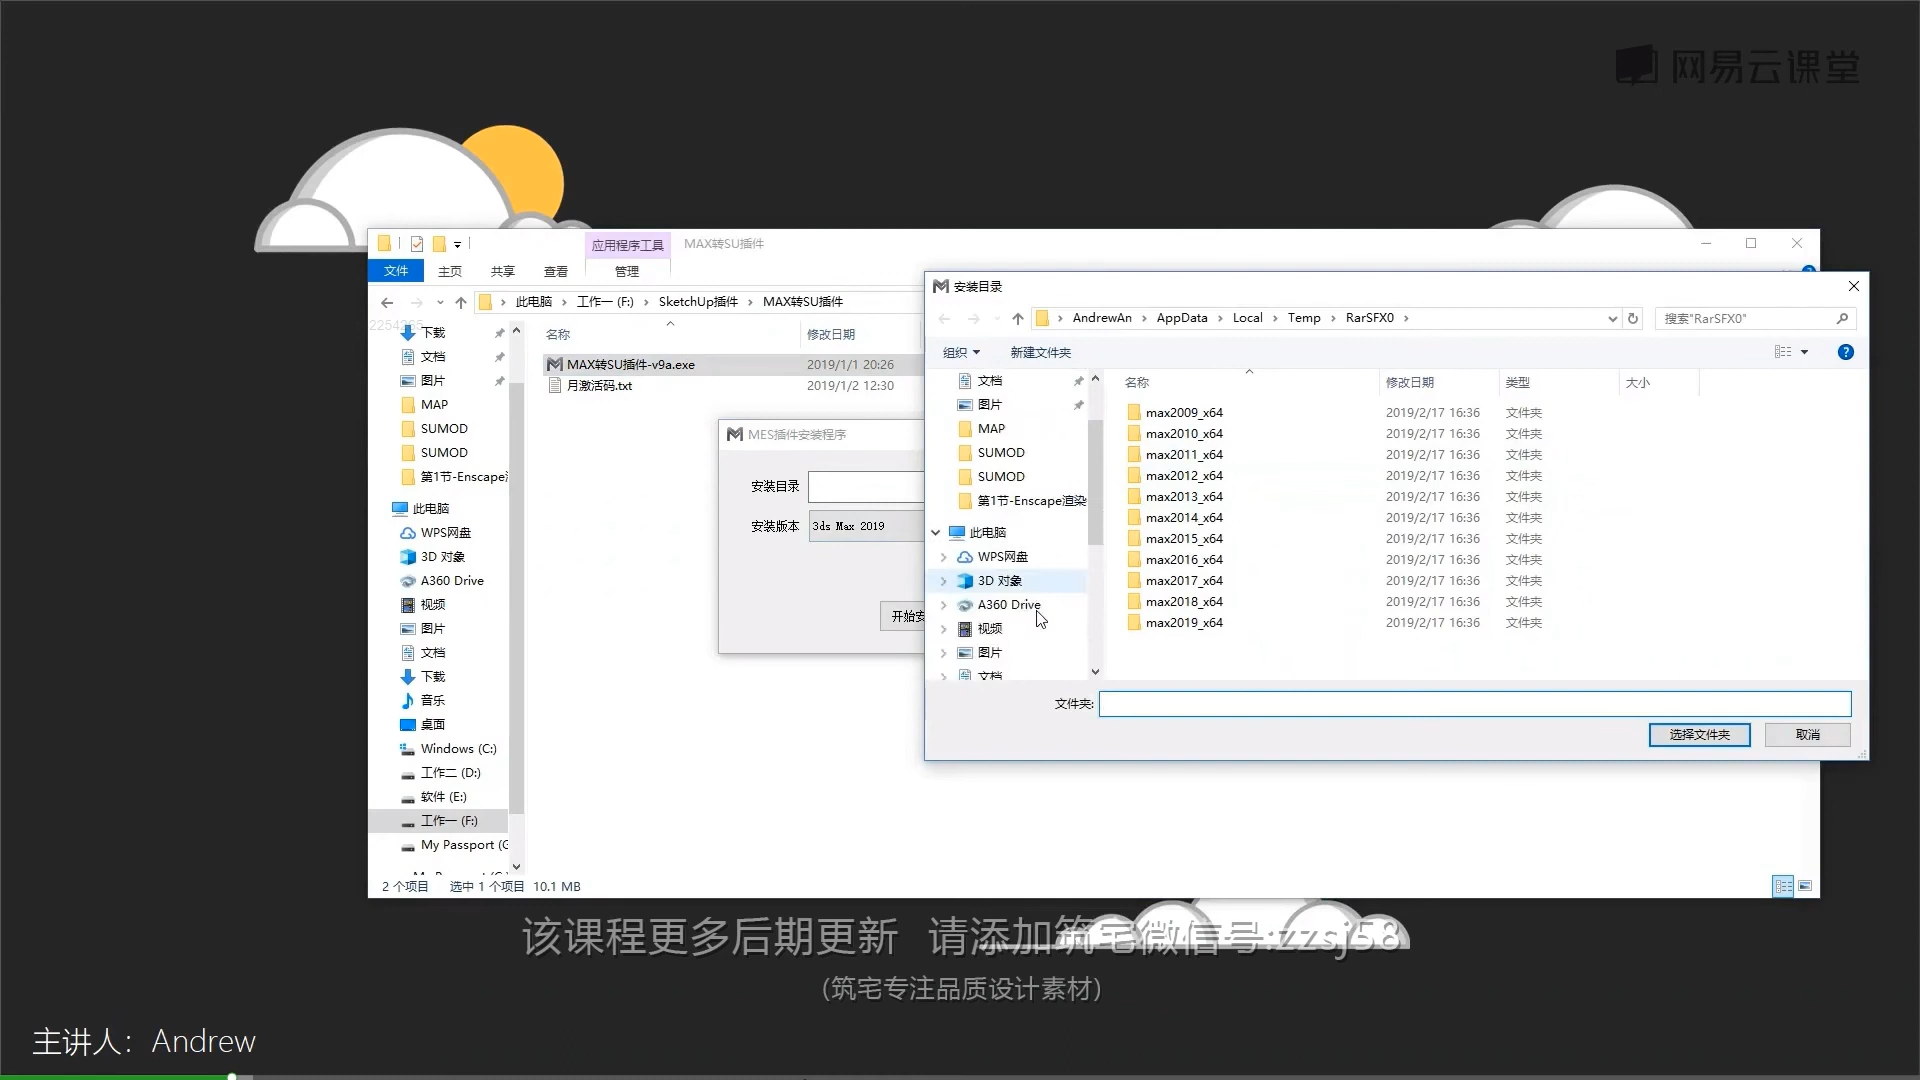 网易云课堂
应用程序工具
MAX转SU插件
文件
主页
共享
查看
管理
此电脑 › 工作一 (F:) › SketchUp插件 › MAX转SU插件
名称
修改日期
MAX转SU插件-v9a.exe
2019/1/1 20:26
月激活码.txt
2019/1/2 12:30
下载
文档
图片
MAP
SUMOD
SUMOD
第1节-Enscape
此电脑
WPS网盘
3D 对象
A360 Drive
视频
图片
文档
下载
音乐
桌面
Windows (C:)
工作二 (D:)
软件 (E:)
工作一 (F:)
My Passport (G
2 个项目
选中 1 个项目 10.1 MB
MES插件安装程序
安装目录
安装版本
3ds Max 2019
开始安
安装目录
AndrewAn › AppData › Local › Temp › RarSFX0 ›
搜索"RarSFX0"
组织
新建文件夹
文档
图片
MAP
SUMOD
SUMOD
第1节-Enscape渲染
此电脑
WPS网盘
3D 对象
A360 Drive
视频
图片
文档
名称 修改日期 类型 大小
max2009_x64 2019/2/17 16:36 文件夹
max2010_x64 2019/2/17 16:36 文件夹
max2011_x64 2019/2/17 16:36 文件夹
max2012_x64 2019/2/17 16:36 文件夹
max2013_x64 2019/2/17 16:36 文件夹
max2014_x64 2019/2/17 16:36 文件夹
max2015_x64 2019/2/17 16:36 文件夹
max2016_x64 2019/2/17 16:36 文件夹
max2017_x64 2019/2/17 16:36 文件夹
max2018_x64 2019/2/17 16:36 文件夹
max2019_x64 2019/2/17 16:36 文件夹
文件夹:
选择文件夹
取消
该课程更多后期更新 请添加筑宅微信号:zzsj58
(筑宅专注品质设计素材)
主讲人：Andrew